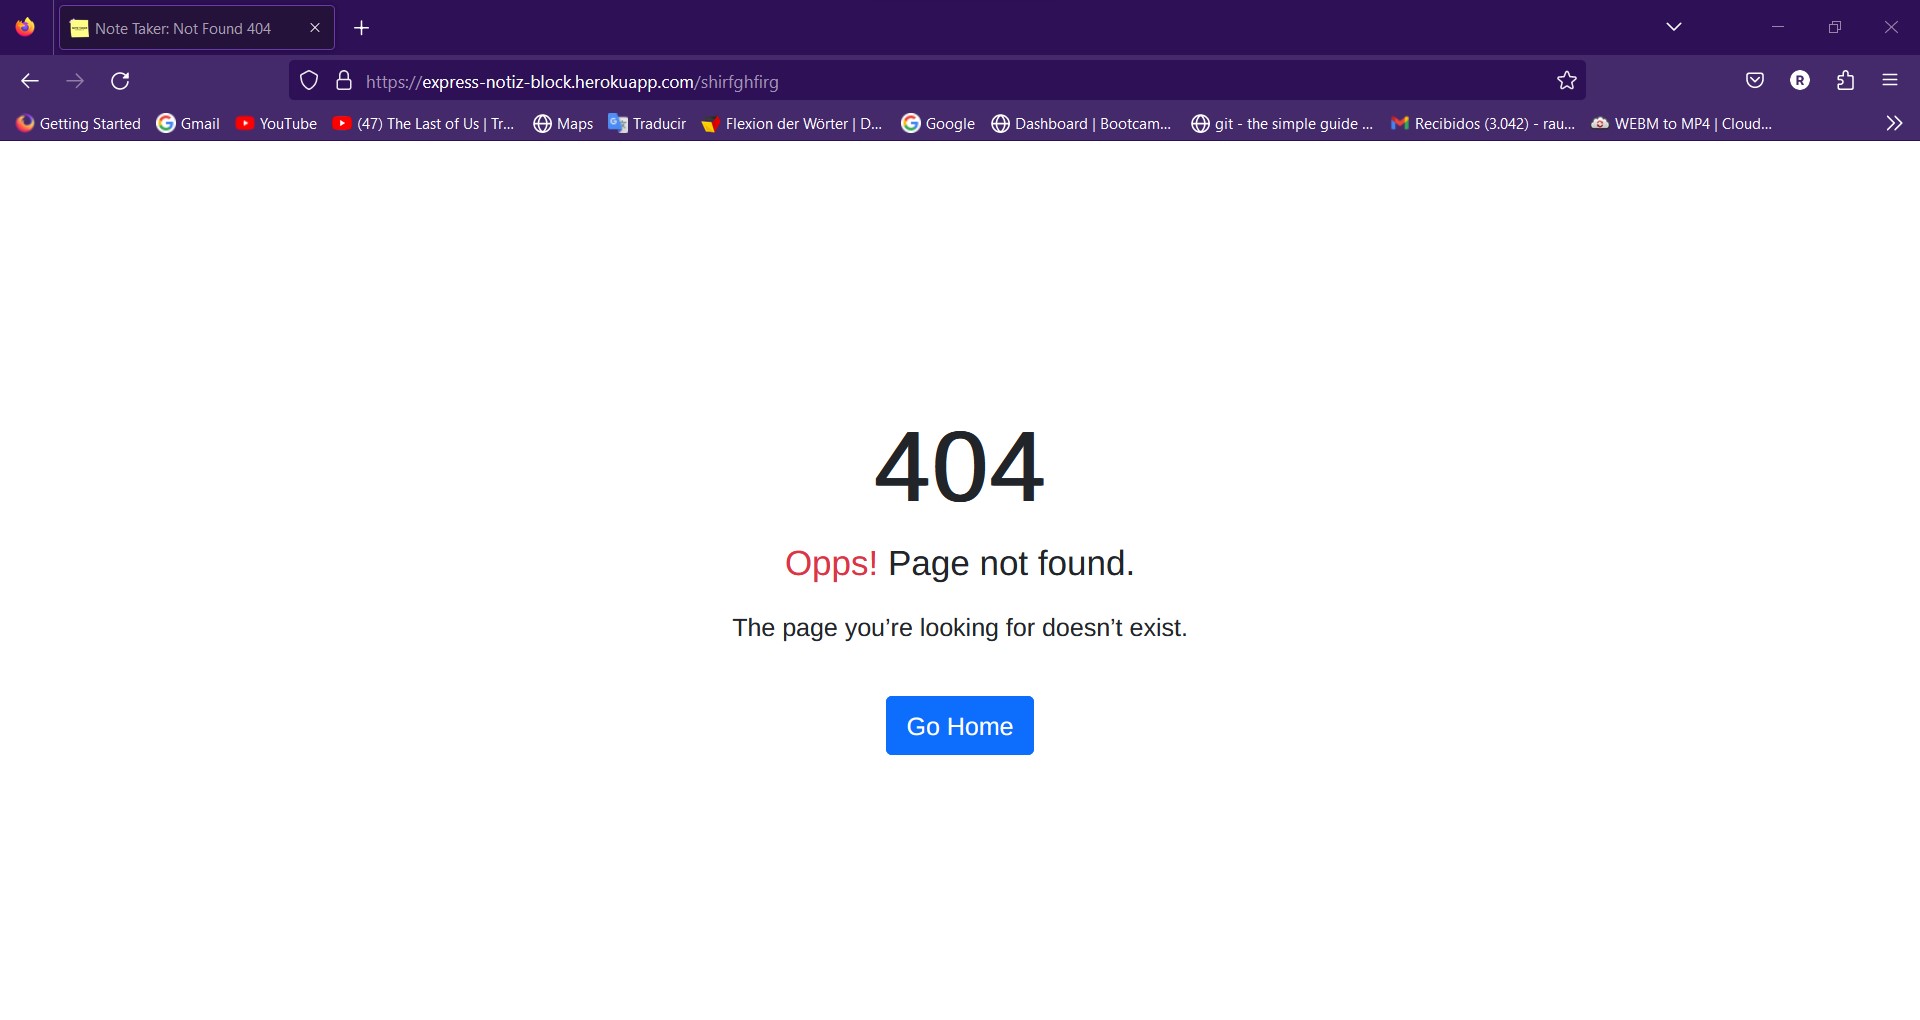 Note Taker: Not Found 404
https://express-notiz-block.herokuapp.com/shirfghfirg
R
Getting Started Gmail YouTube (47) The Last of Us | Tr... Maps Traducir Flexion der Wörter | D... Google Dashboard | Bootcam... git - the simple guide ... Recibidos (3.042) - rau... WEBM to MP4 | Cloud...
404
Opps! Page not found.
The page you’re looking for doesn’t exist.
Go Home